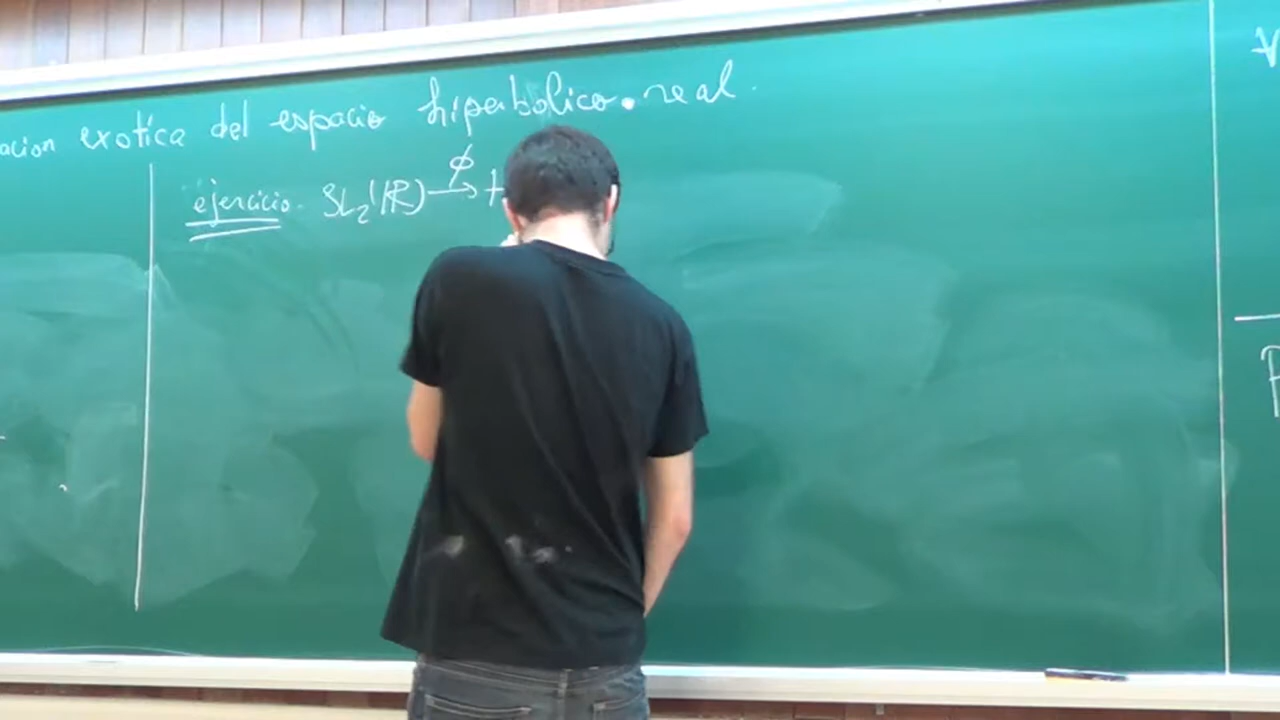 acion exotica del espacio hiperbolico real.
ejercicio. SL₂(ℝ) →^ϕ